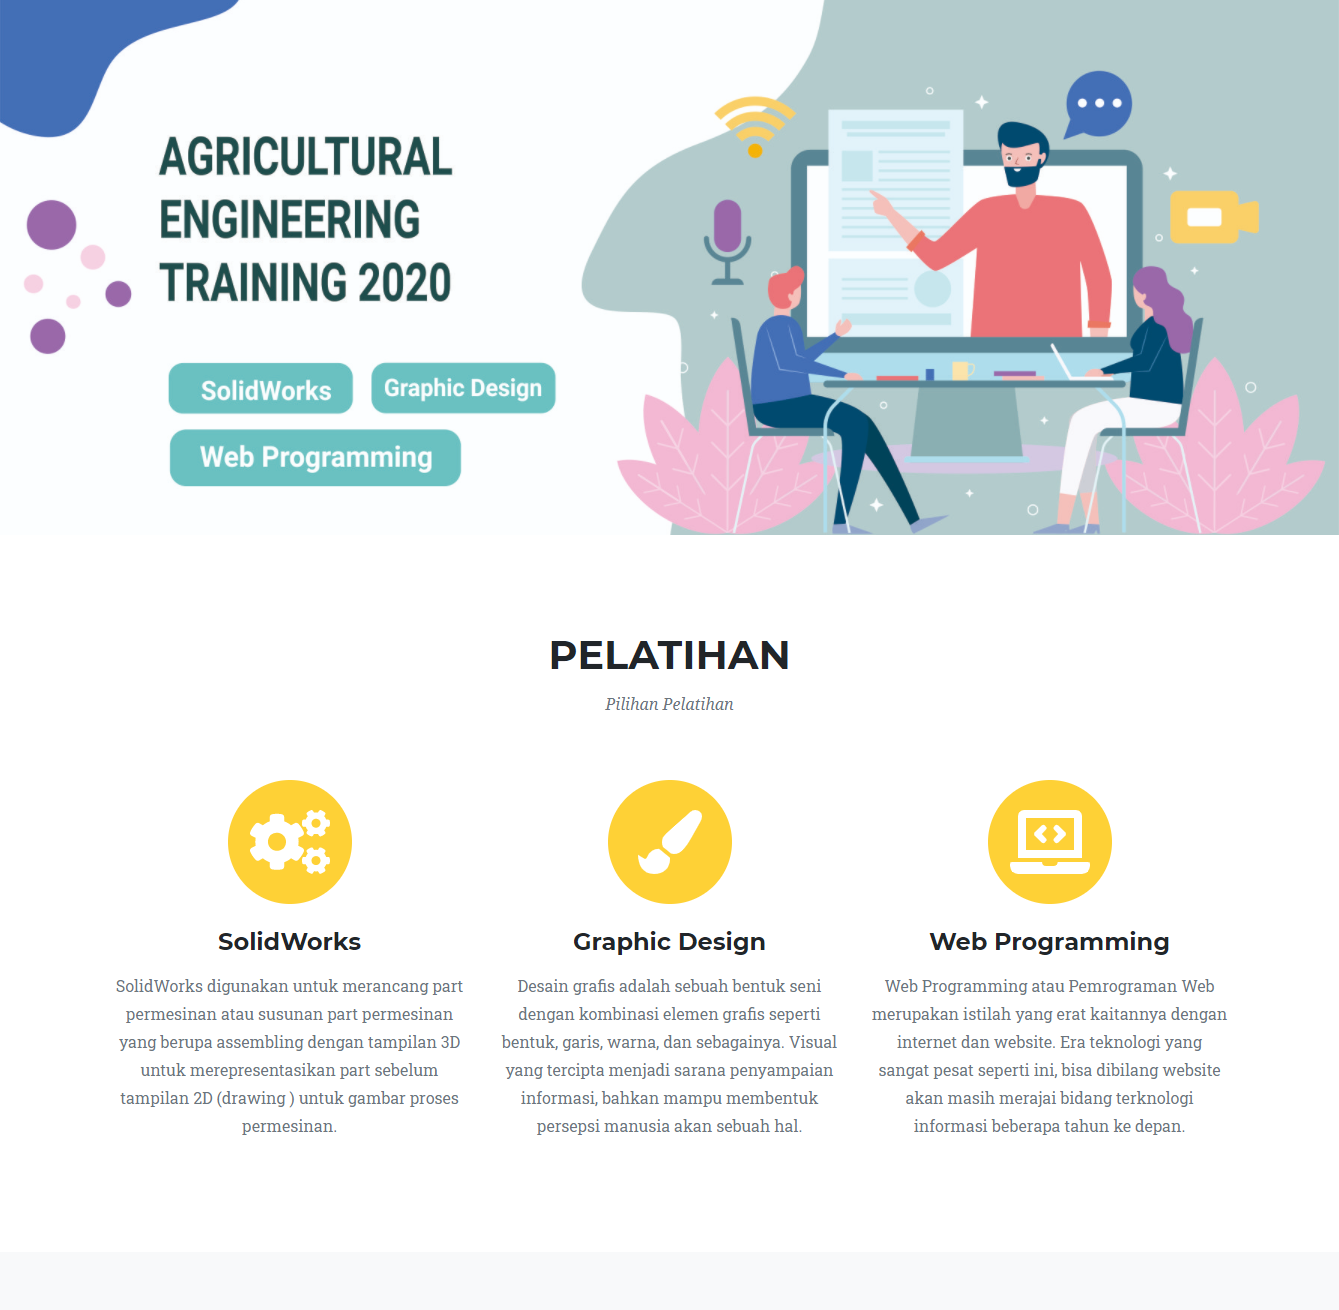 AGRICULTURAL
ENGINEERING
TRAINING 2020
SolidWorks
Graphic Design
Web Programming
PELATIHAN
Pilihan Pelatihan
SolidWorks
SolidWorks digunakan untuk merancang part
permesinan atau susunan part permesinan
yang berupa assembling dengan tampilan 3D
untuk merepresentasikan part sebelum
tampilan 2D (drawing ) untuk gambar proses
permesinan.
Graphic Design
Desain grafis adalah sebuah bentuk seni
dengan kombinasi elemen grafis seperti
bentuk, garis, warna, dan sebagainya. Visual
yang tercipta menjadi sarana penyampaian
informasi, bahkan mampu membentuk
persepsi manusia akan sebuah hal.
Web Programming
Web Programming atau Pemrograman Web
merupakan istilah yang erat kaitannya dengan
internet dan website. Era teknologi yang
sangat pesat seperti ini, bisa dibilang website
akan masih merajai bidang terknologi
informasi beberapa tahun ke depan.